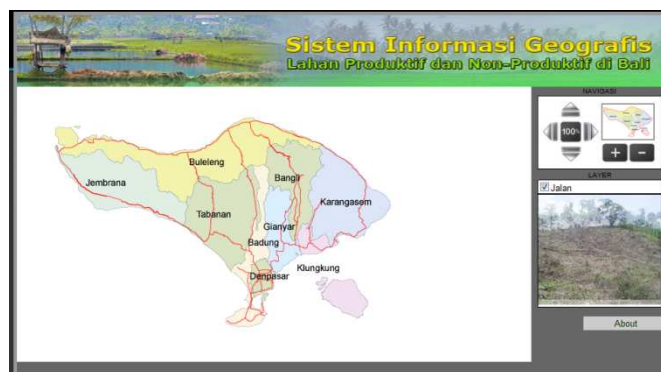 Sistem Informasi Geografis
Lahan Produktif dan Non-Produktif di Bali
NAVIGASI
100%
+ -
LAYER
Jalan
Buleleng
Jembrana
Bangli
Tabanan
Karangasem
Gianyar
Badung
Klungkung
Denpasar
About